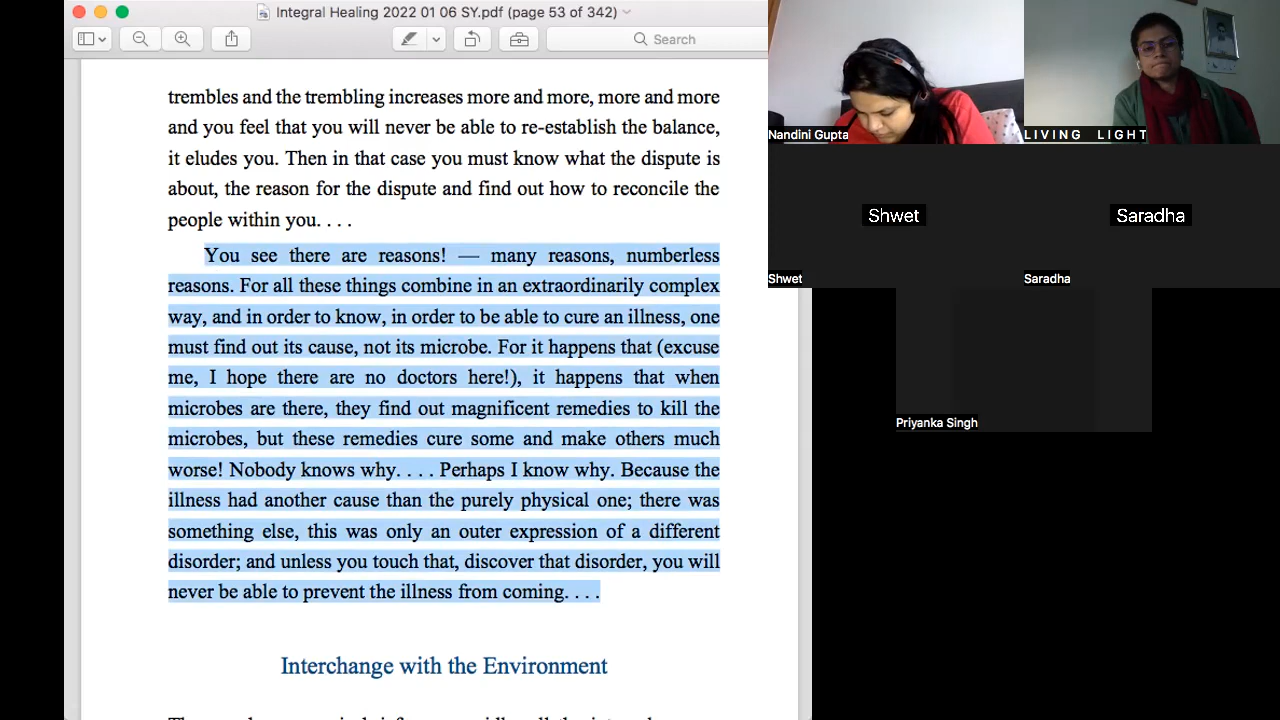 Integral Healing 2022 01 06 SY.pdf (page 53 of 342)
Search
trembles and the trembling increases more and more, more and more
and you feel that you will never be able to re-establish the balance,
it eludes you. Then in that case you must know what the dispute is
about, the reason for the dispute and find out how to reconcile the
people within you. . . .
You see there are reasons! — many reasons, numberless
reasons. For all these things combine in an extraordinarily complex
way, and in order to know, in order to be able to cure an illness, one
must find out its cause, not its microbe. For it happens that (excuse
me, I hope there are no doctors here!), it happens that when
microbes are there, they find out magnificent remedies to kill the
microbes, but these remedies cure some and make others much
worse! Nobody knows why. . . . Perhaps I know why. Because the
illness had another cause than the purely physical one; there was
something else, this was only an outer expression of a different
disorder; and unless you touch that, discover that disorder, you will
never be able to prevent the illness from coming. . . .
Interchange with the Environment
Nandini Gupta
L I V I N G L I G H T
Shwet
Saradha
Shwet
Saradha
Priyanka Singh